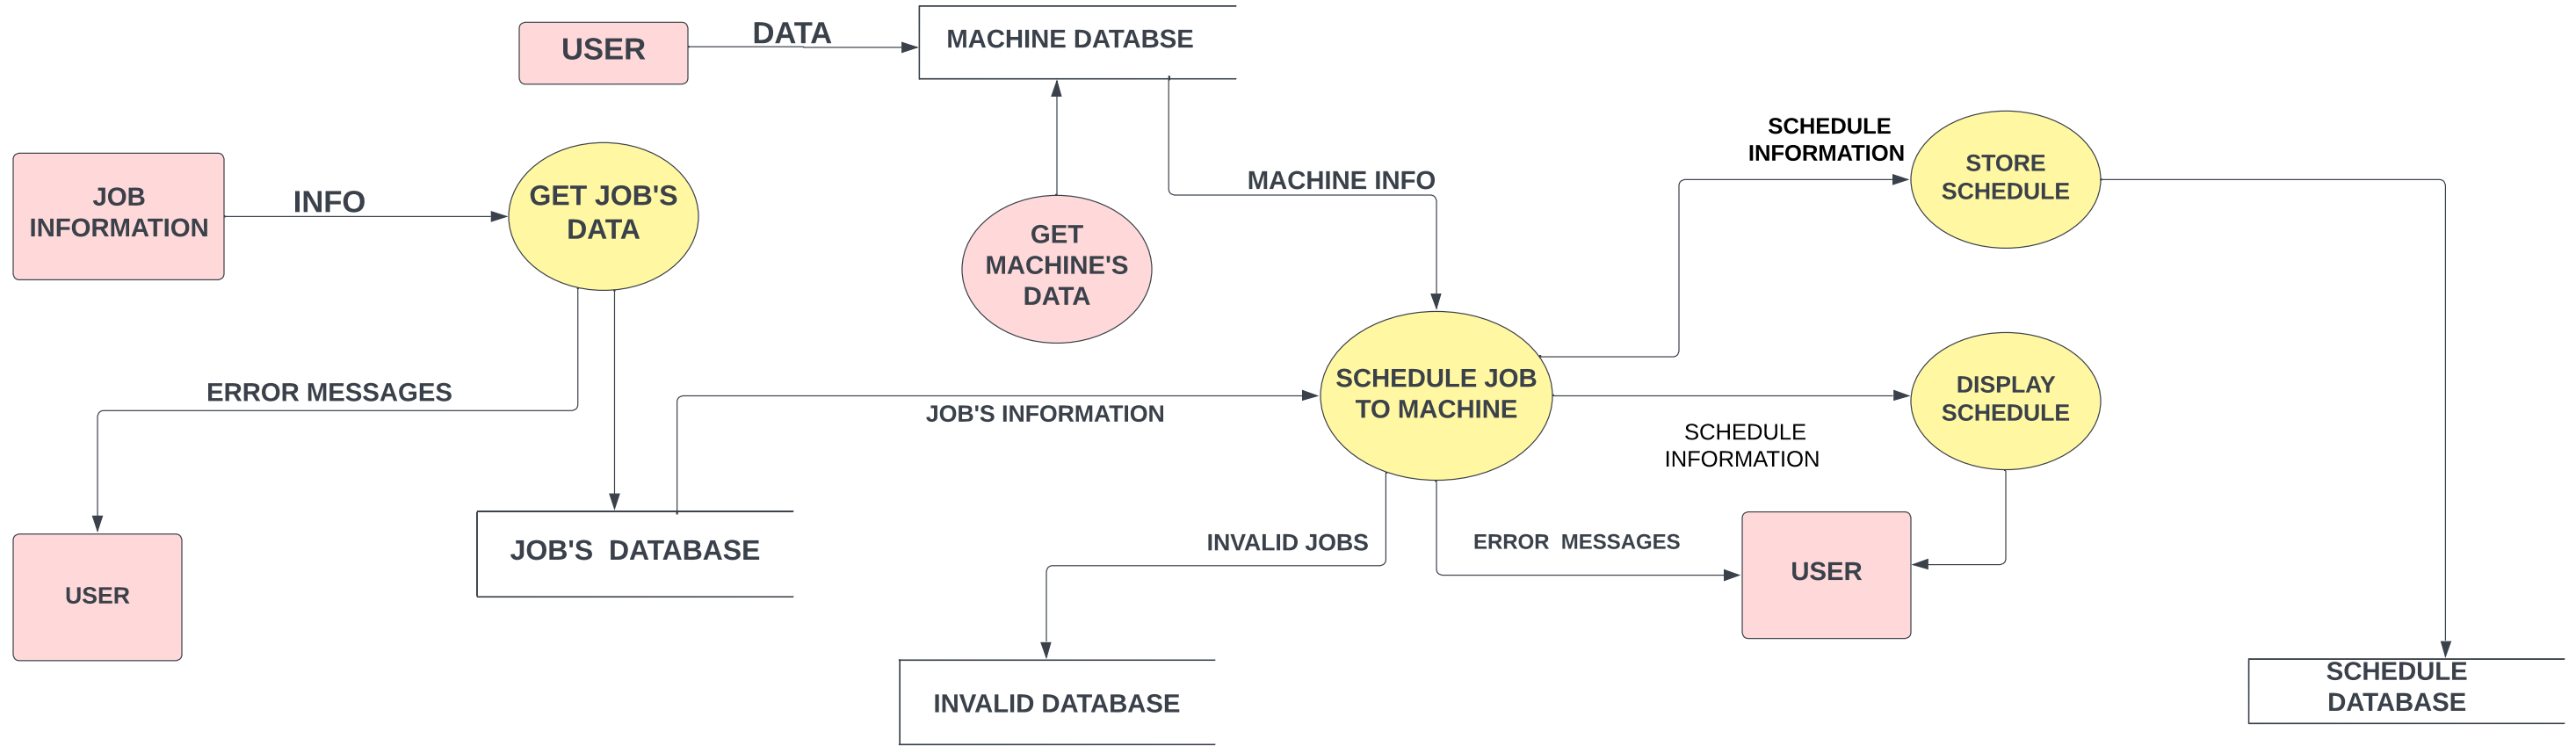 USER
DATA
MACHINE DATABSE
JOB
INFORMATION
INFO
GET JOB'S
DATA
GET
MACHINE'S
DATA
MACHINE INFO
SCHEDULE
INFORMATION
STORE
SCHEDULE
ERROR MESSAGES
JOB'S INFORMATION
SCHEDULE JOB
TO MACHINE
DISPLAY
SCHEDULE
SCHEDULE
INFORMATION
USER
JOB'S  DATABASE
INVALID JOBS
ERROR  MESSAGES
USER
INVALID DATABASE
SCHEDULE
DATABASE